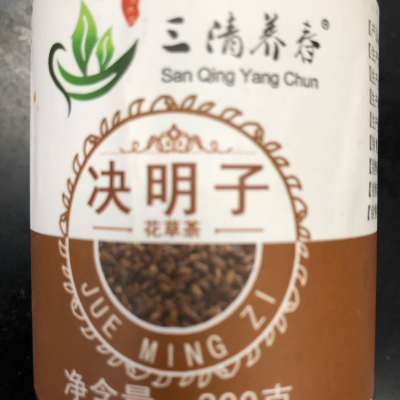 三清养春®
San Qing Yang Chun
决明子
花草茶
JUE MING ZI
净含量